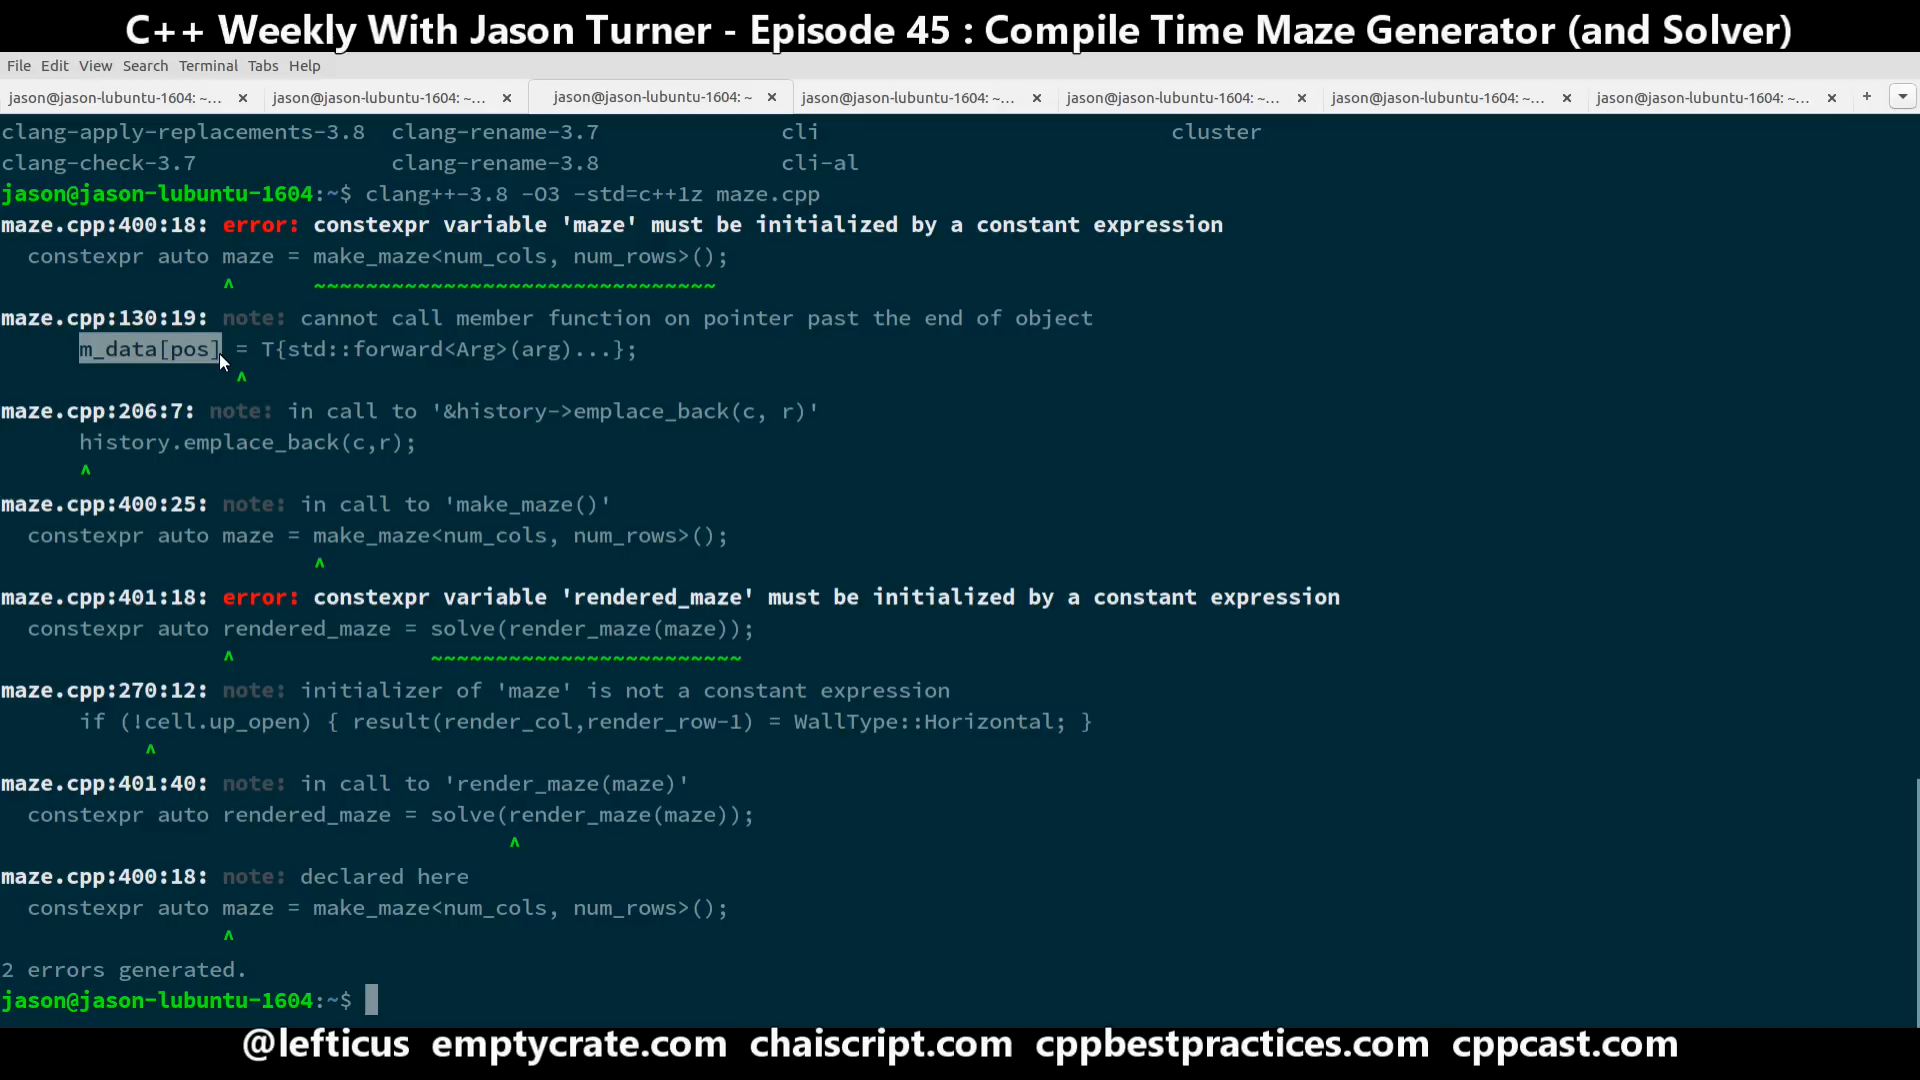 C++ Weekly With Jason Turner - Episode 45 : Compile Time Maze Generator (and Solver)
File Edit View Search Terminal Tabs Help
jason@jason-lubuntu-1604: ~... × jason@jason-lubuntu-1604: ~... × jason@jason-lubuntu-1604: ~ × jason@jason-lubuntu-1604: ~... × jason@jason-lubuntu-1604: ~... × jason@jason-lubuntu-1604: ~... × jason@jason-lubuntu-1604: ~... × +
clang-apply-replacements-3.8 clang-rename-3.7 cli cluster
clang-check-3.7 clang-rename-3.8 cli-al
jason@jason-lubuntu-1604:~$ clang++-3.8 -O3 -std=c++1z maze.cpp
maze.cpp:400:18: error: constexpr variable 'maze' must be initialized by a constant expression
constexpr auto maze = make_maze<num_cols, num_rows>();
^ ~~~~~~~~~~~~~~~~~~~~~~~~~~~~~~~
maze.cpp:130:19: note: cannot call member function on pointer past the end of object
m_data[pos] = T{std::forward<Arg>(arg)...};
^
maze.cpp:206:7: note: in call to '&history->emplace_back(c, r)'
history.emplace_back(c,r);
^
maze.cpp:400:25: note: in call to 'make_maze()'
constexpr auto maze = make_maze<num_cols, num_rows>();
^
maze.cpp:401:18: error: constexpr variable 'rendered_maze' must be initialized by a constant expression
constexpr auto rendered_maze = solve(render_maze(maze));
^ ~~~~~~~~~~~~~~~~~~~~~~~~
maze.cpp:270:12: note: initializer of 'maze' is not a constant expression
if (!cell.up_open) { result(render_col,render_row-1) = WallType::Horizontal; }
^
maze.cpp:401:40: note: in call to 'render_maze(maze)'
constexpr auto rendered_maze = solve(render_maze(maze));
^
maze.cpp:400:18: note: declared here
constexpr auto maze = make_maze<num_cols, num_rows>();
^
2 errors generated.
jason@jason-lubuntu-1604:~$
@lefticus emptycrate.com chaiscript.com cppbestpractices.com cppcast.com